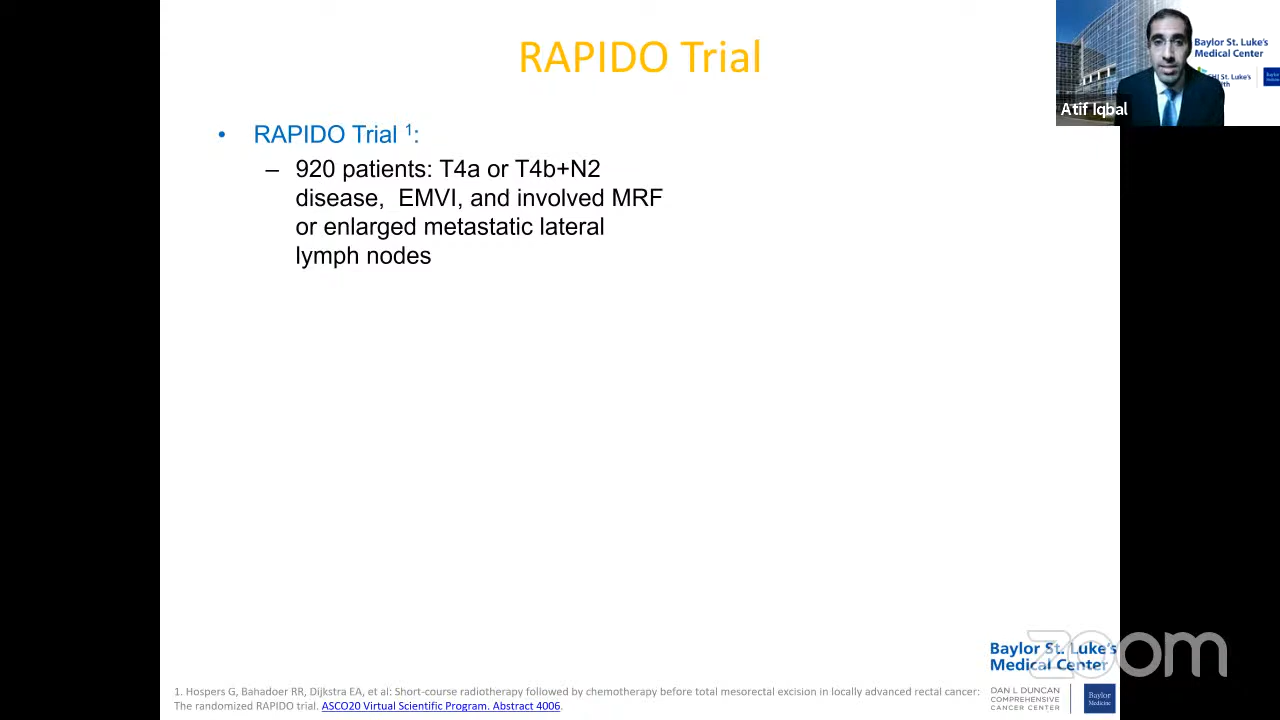 RAPIDO Trial
Baylor St. Luke's
Medical Center
St. Luke's
Atif Iqbal
• RAPIDO Trial 1:
– 920 patients: T4a or T4b+N2
disease, EMVI, and involved MRF
or enlarged metastatic lateral
lymph nodes
zoom
Baylor St. Luke's
Medical Center
DAN L DUNCAN
COMPREHENSIVE
CANCER CENTER
Baylor
Medicine
1. Hospers G, Bahadoer RR, Dijkstra EA, et al: Short-course radiotherapy followed by chemotherapy before total mesorectal excision in locally advanced rectal cancer:
The randomized RAPIDO trial. ASCO20 Virtual Scientific Program. Abstract 4006.